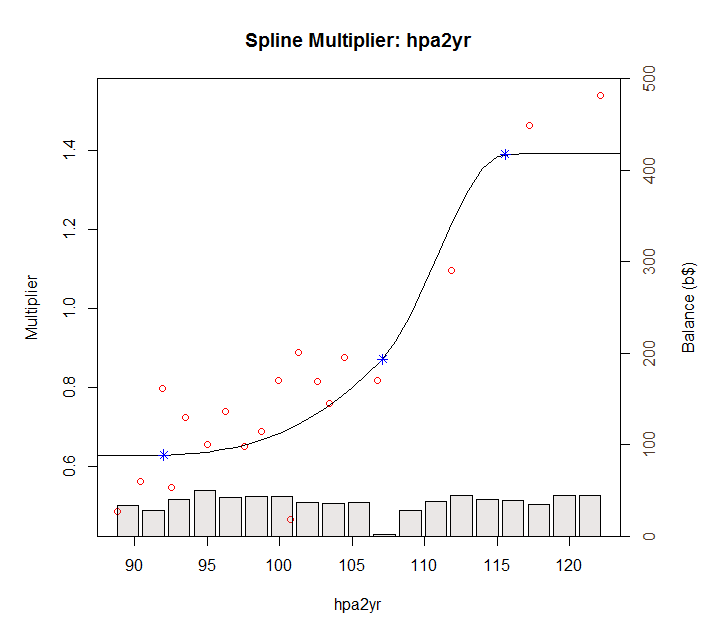 Spline Multiplier: hpa2yr
Multiplier
0.6 0.8 1.0 1.2 1.4
0 100 200 300 400 500
Balance (b$)
90 95 100 105 110 115 120
hpa2yr